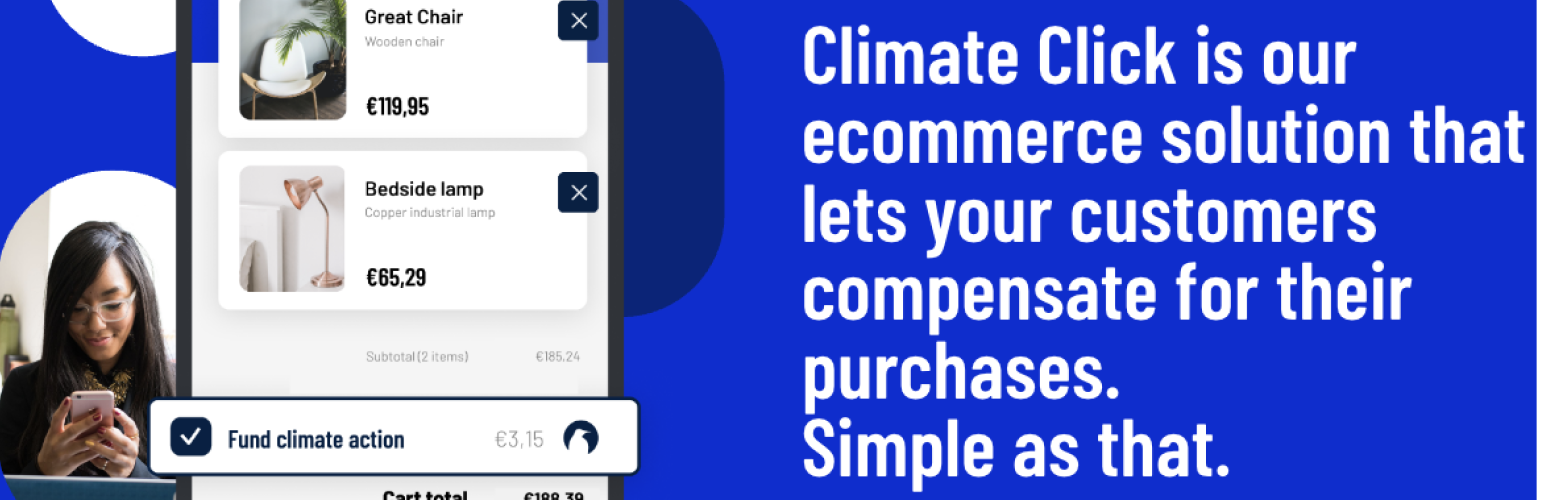 Great Chair
Wooden chair
€119,95
Bedside lamp
Copper industrial lamp
€65,29
Subtotal (2 items) €185.24
Fund climate action €3,15
Cart total €188,39
Climate Click is our
ecommerce solution that
lets your customers
compensate for their
purchases.
Simple as that.